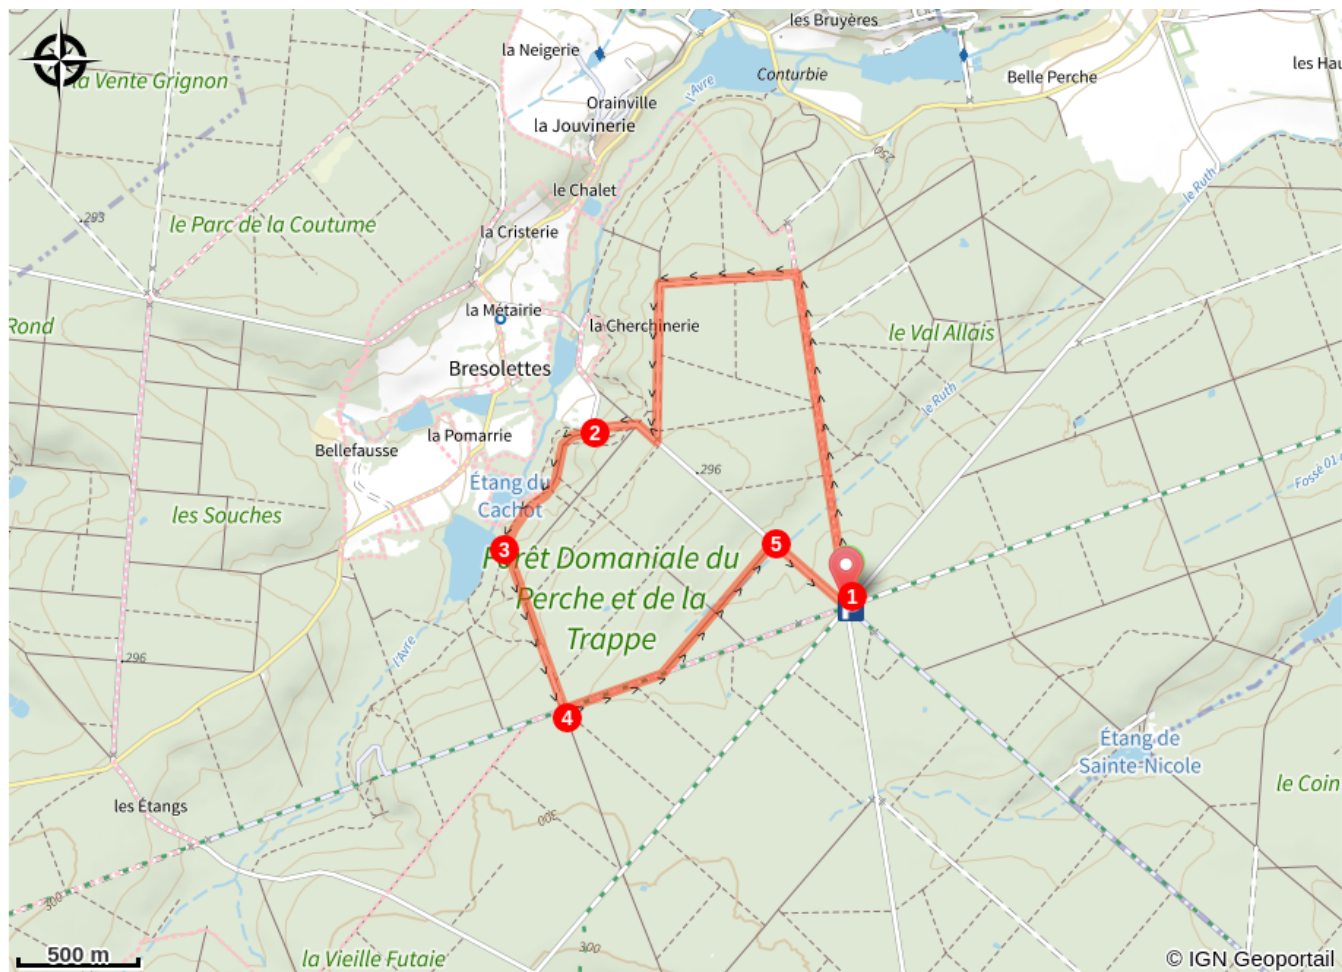 les Bruyères
la Neigerie
Conturbie
les Hau
la Vente Grignon
Belle Perche
l'Avre
Orainville
la Jouvinerie
250
le Ruth
le Chalet
.293
le Parc de la Coutume
la Cristerie
la Métairie
Rond
la Cherchinerie
le Val Allais
Bresolettes
le Ruth
2
la Pomarrie
Bellefausse
.296
Étang du
Cachot
Fossé 01
les Souches
3
5
Forêt Domaniale du
Perche et de la
Trappe
1
l'Avre
.296
4
Étang de
Sainte-Nicole
les Étangs
le Coin
300
300
300
la Vieille Futaie
500 m
© IGN Geoportail